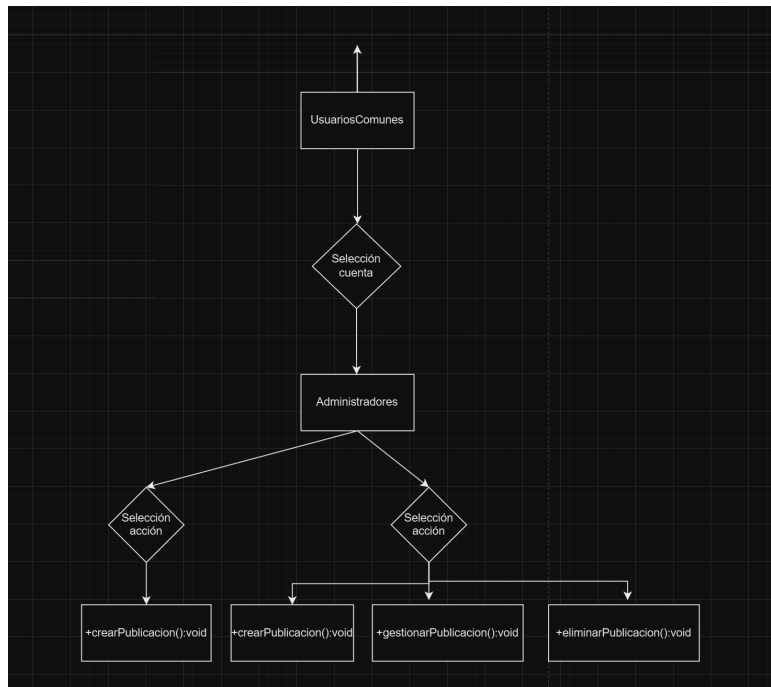 UsuariosComunes
Selección
cuenta
Administradores
Selección
acción
Selección
acción
+crearPublicacion():void
+crearPublicacion():void
+gestionarPublicacion():void
+eliminarPublicacion():void